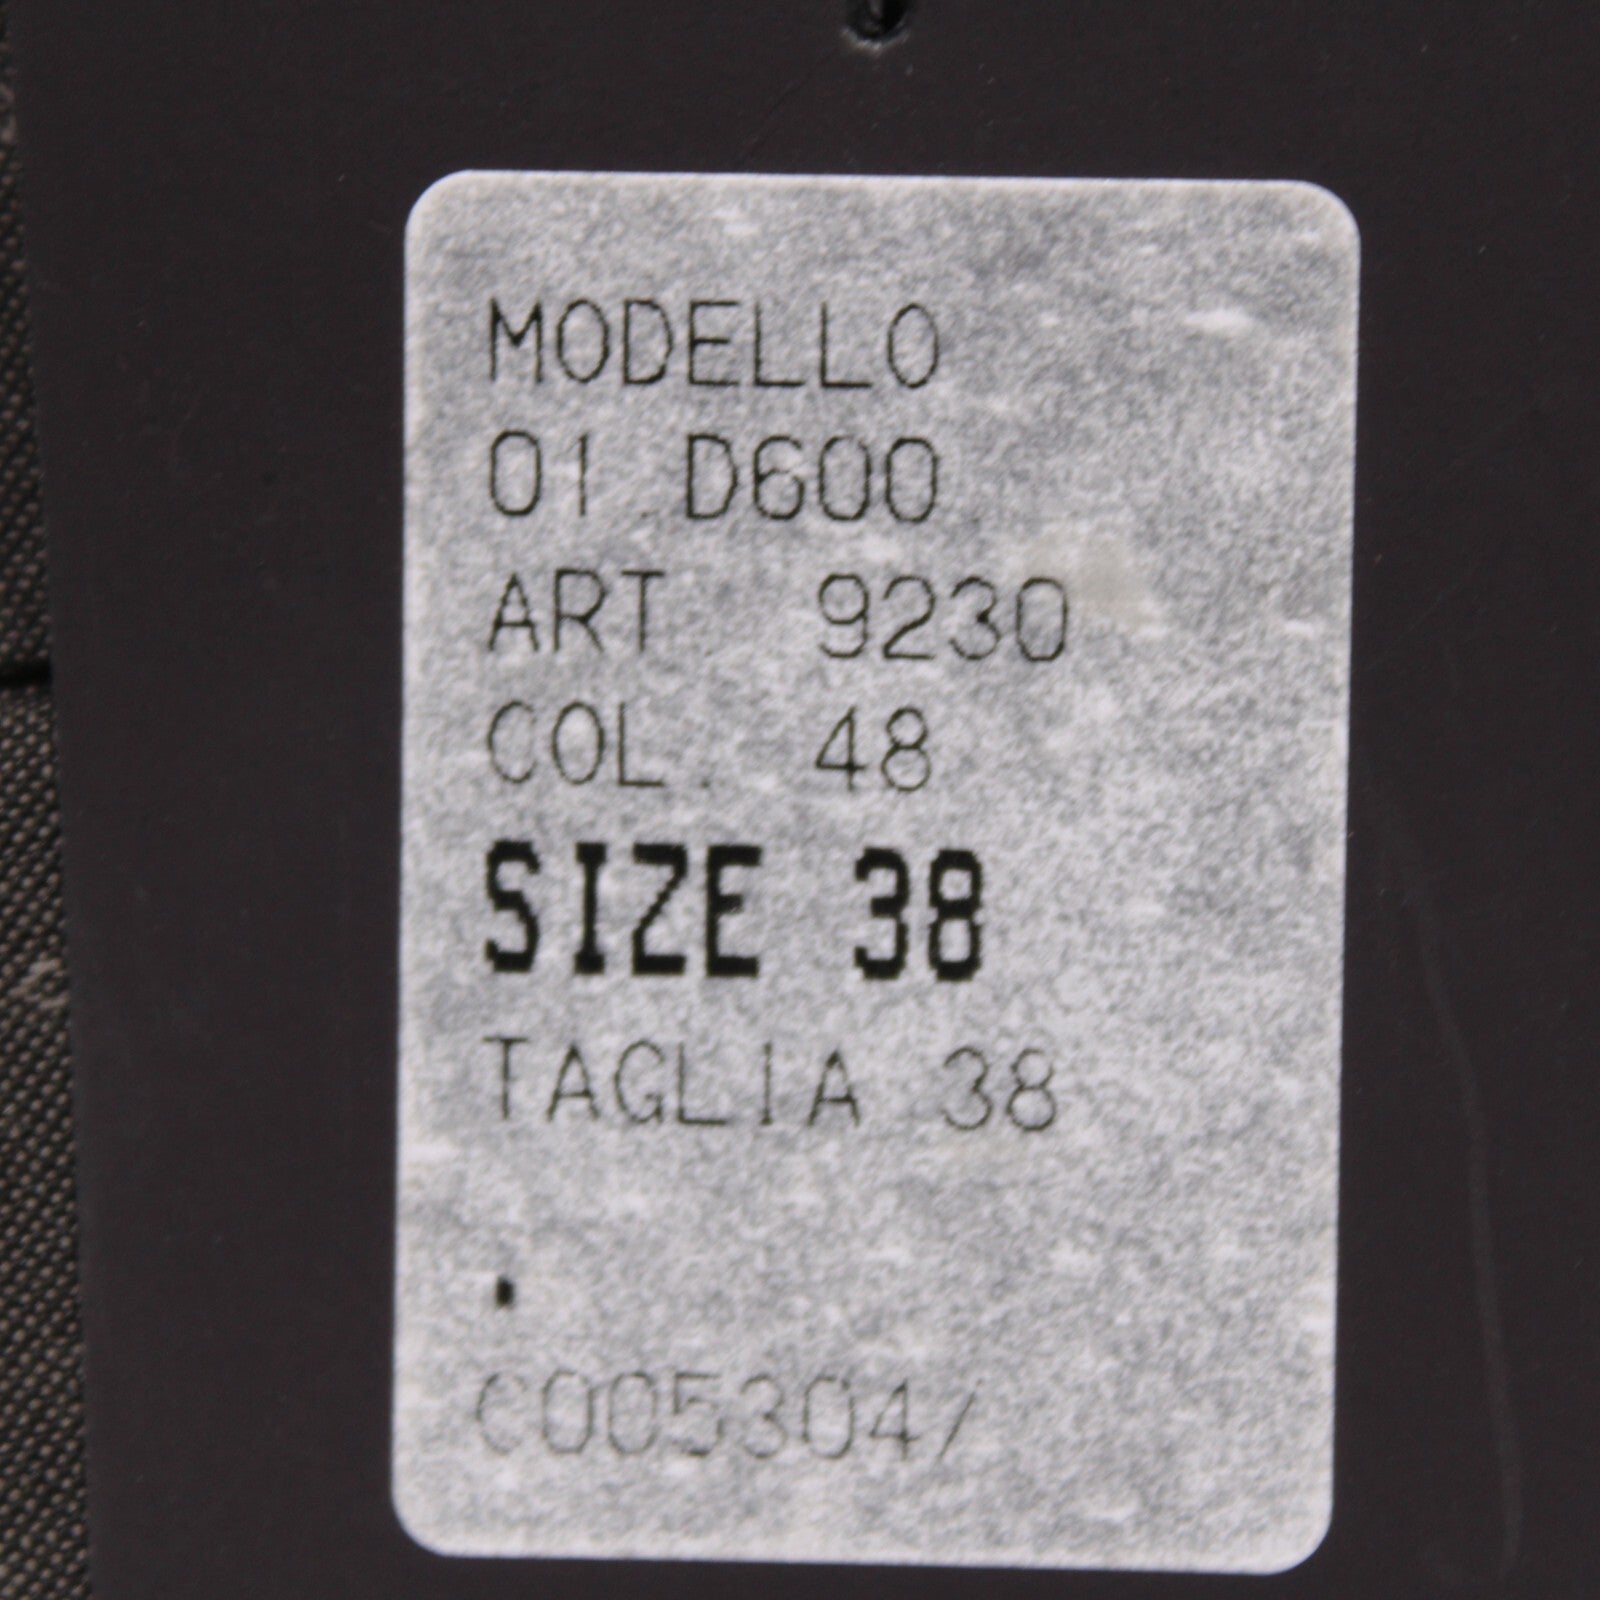 MODELLO
01.D600
ART 9230
COL. 48
SIZE 38
TAGLIA 38
.
C005304/